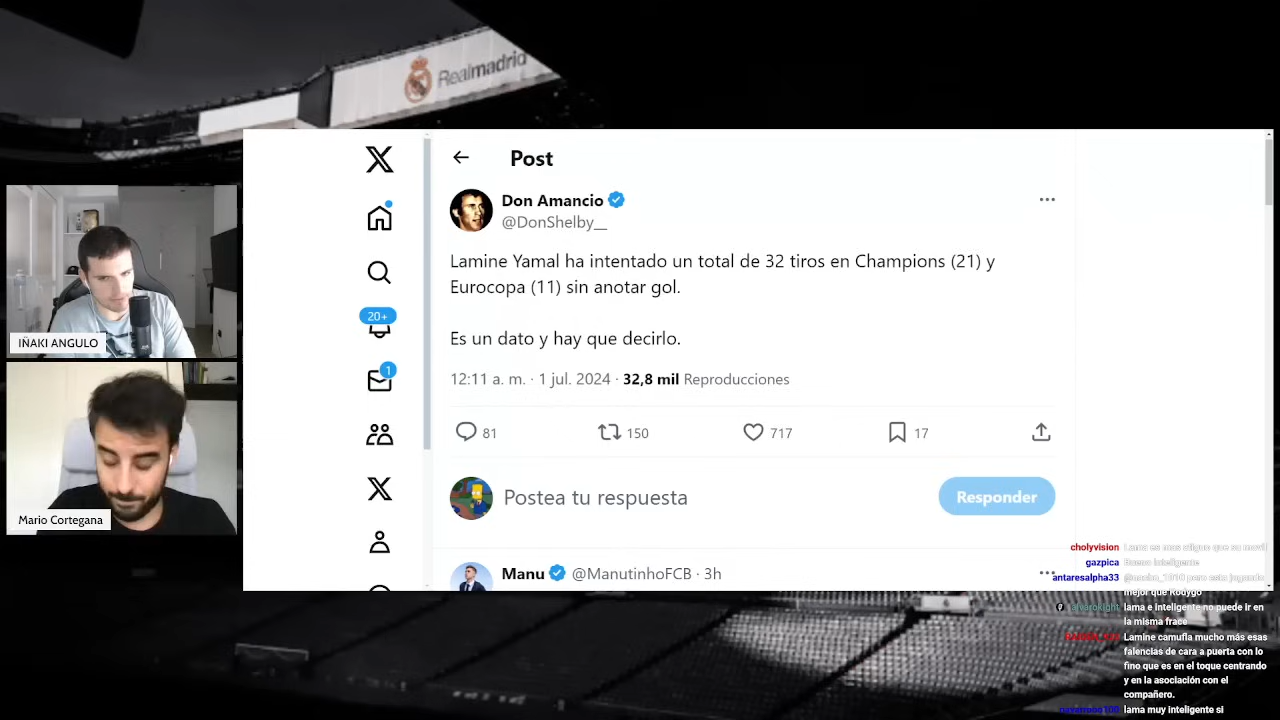 Realmadrid
Post
Don Amancio
@DonShelby__
Lamine Yamal ha intentado un total de 32 tiros en Champions (21) y
Eurocopa (11) sin anotar gol.
Es un dato y hay que decirlo.
12:11 a. m. · 1 jul. 2024 · 32,8 mil Reproducciones
81 150 717 17
Postea tu respuesta
Responder
Manu @ManutinhoFCB · 3h
20+
1
IÑAKI ANGULO
Mario Cortegana
cholyvision
gazpica
antaresalpha33
mejor que Rodygo
alvarokight lama e inteligente no puede ir en
la misma frace
Lamine camufla mucho más esas
falencias de cara a puerta con lo
fino que es en el toque centrando
y en la asociación con el
compañero.
lama muy inteligente si